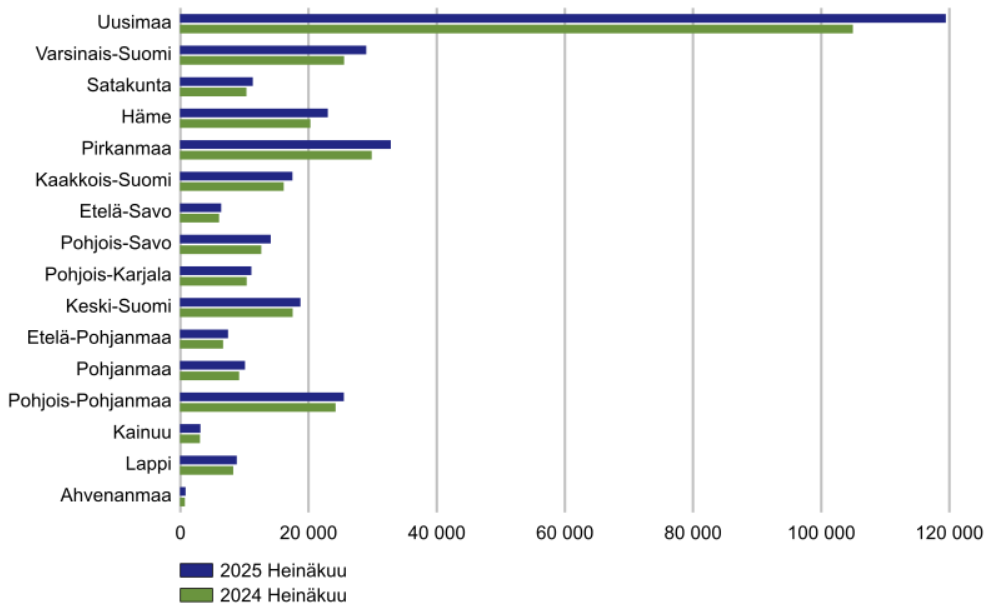 Uusimaa
Varsinais-Suomi
Satakunta
Häme
Pirkanmaa
Kaakkois-Suomi
Etelä-Savo
Pohjois-Savo
Pohjois-Karjala
Keski-Suomi
Etelä-Pohjanmaa
Pohjanmaa
Pohjois-Pohjanmaa
Kainuu
Lappi
Ahvenanmaa
0 20 000 40 000 60 000 80 000 100 000 120 000
2025 Heinäkuu
2024 Heinäkuu